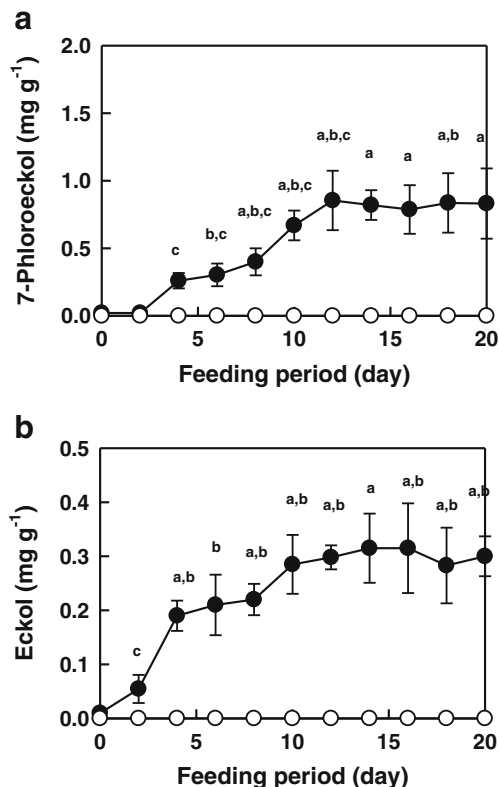 a
7-Phloroeckol (mg g⁻¹)
2.0
1.5
1.0
0.5
0.0
c
b,c
a,b,c
a,b,c
a,b,c
a
a
a,b
a
0
5
10
15
20
Feeding period (day)
b
Eckol (mg g⁻¹)
0.5
0.4
0.3
0.2
0.1
0.0
c
a,b
b
a,b
a,b
a,b
a
a,b
a,b
a,b
0
5
10
15
20
Feeding period (day)